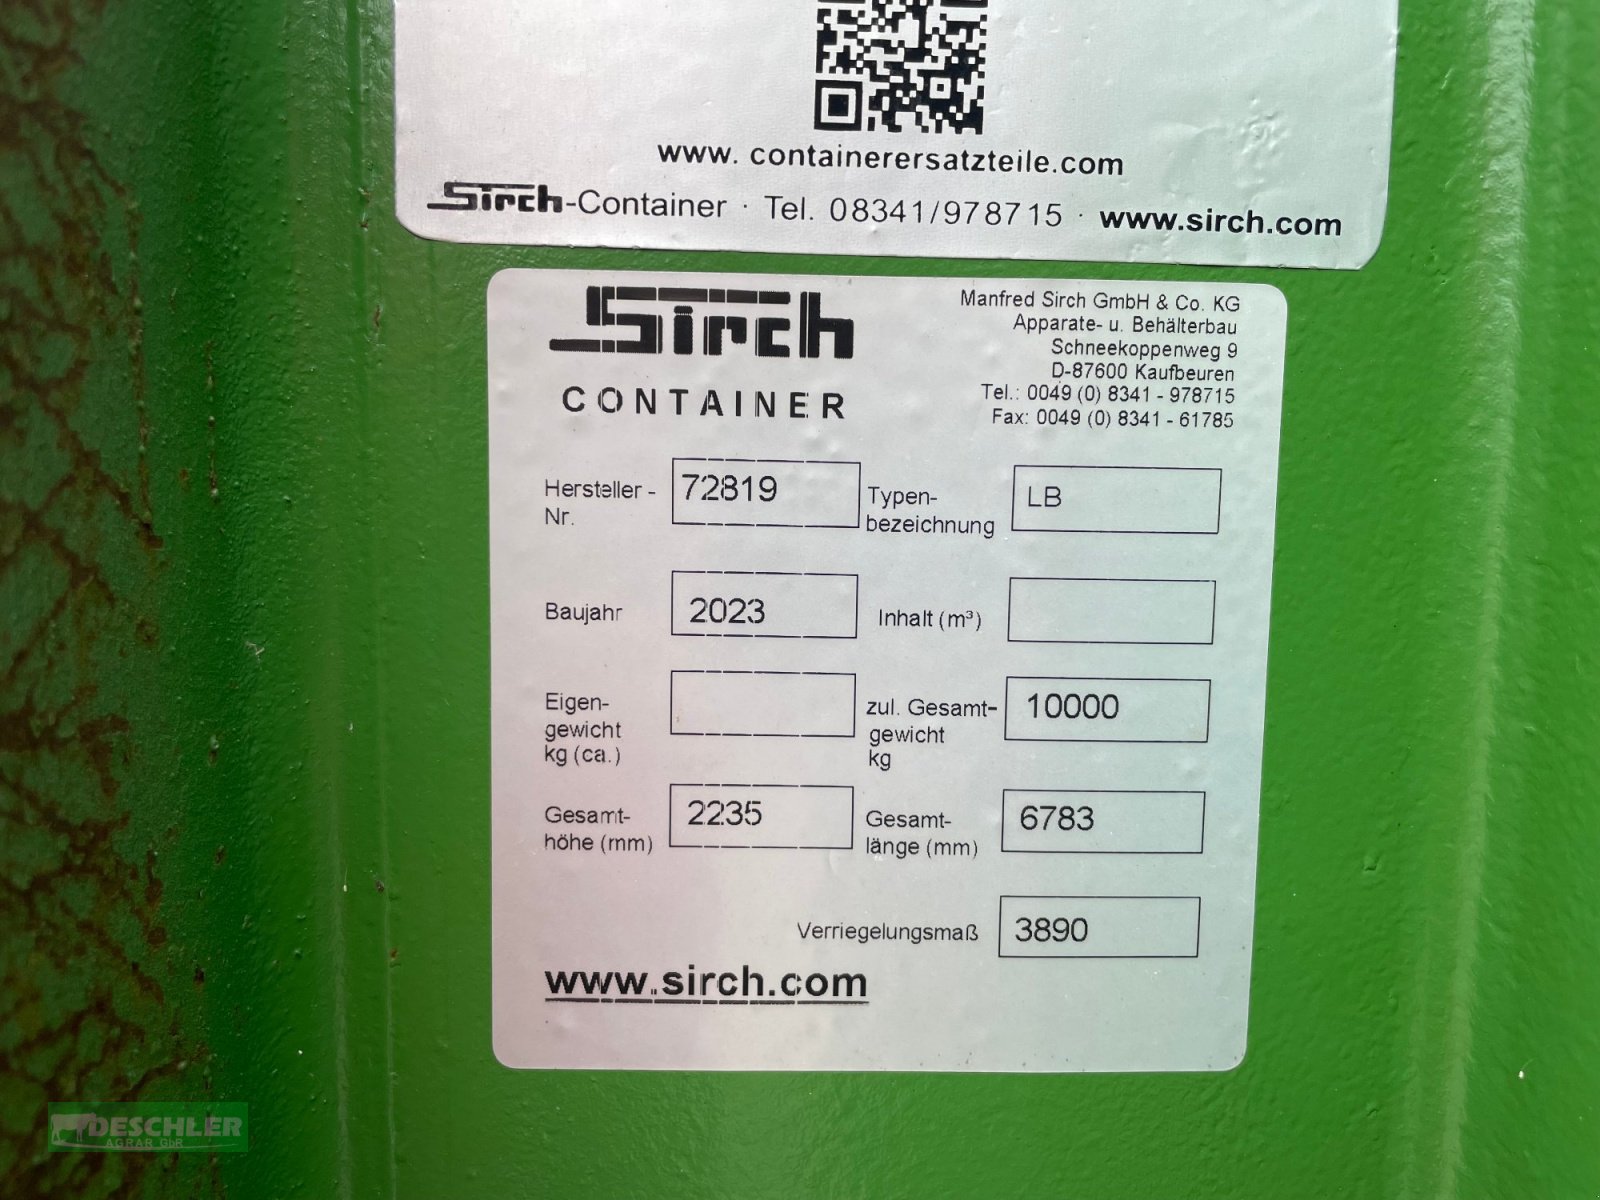 www. containerersatzteile.com
Sirch-Container · Tel. 08341/978715 · www.sirch.com
Sirch
CONTAINER
Manfred Sirch GmbH & Co. KG
Apparate- u. Behälterbau
Schneekoppenweg 9
D-87600 Kaufbeuren
Tel.: 0049 (0) 8341 - 978715
Fax: 0049 (0) 8341 - 61785
Hersteller -
Nr.
72819
Typen-
bezeichnung
LB
Baujahr
2023
Inhalt (m³)
Eigen-
gewicht
kg (ca.)
zul. Gesamt-
gewicht
kg
10000
Gesamt-
höhe (mm)
2235
Gesamt-
länge (mm)
6783
Verriegelungsmaß
3890
www.sirch.com
DESCHLER
AGRAR GbR